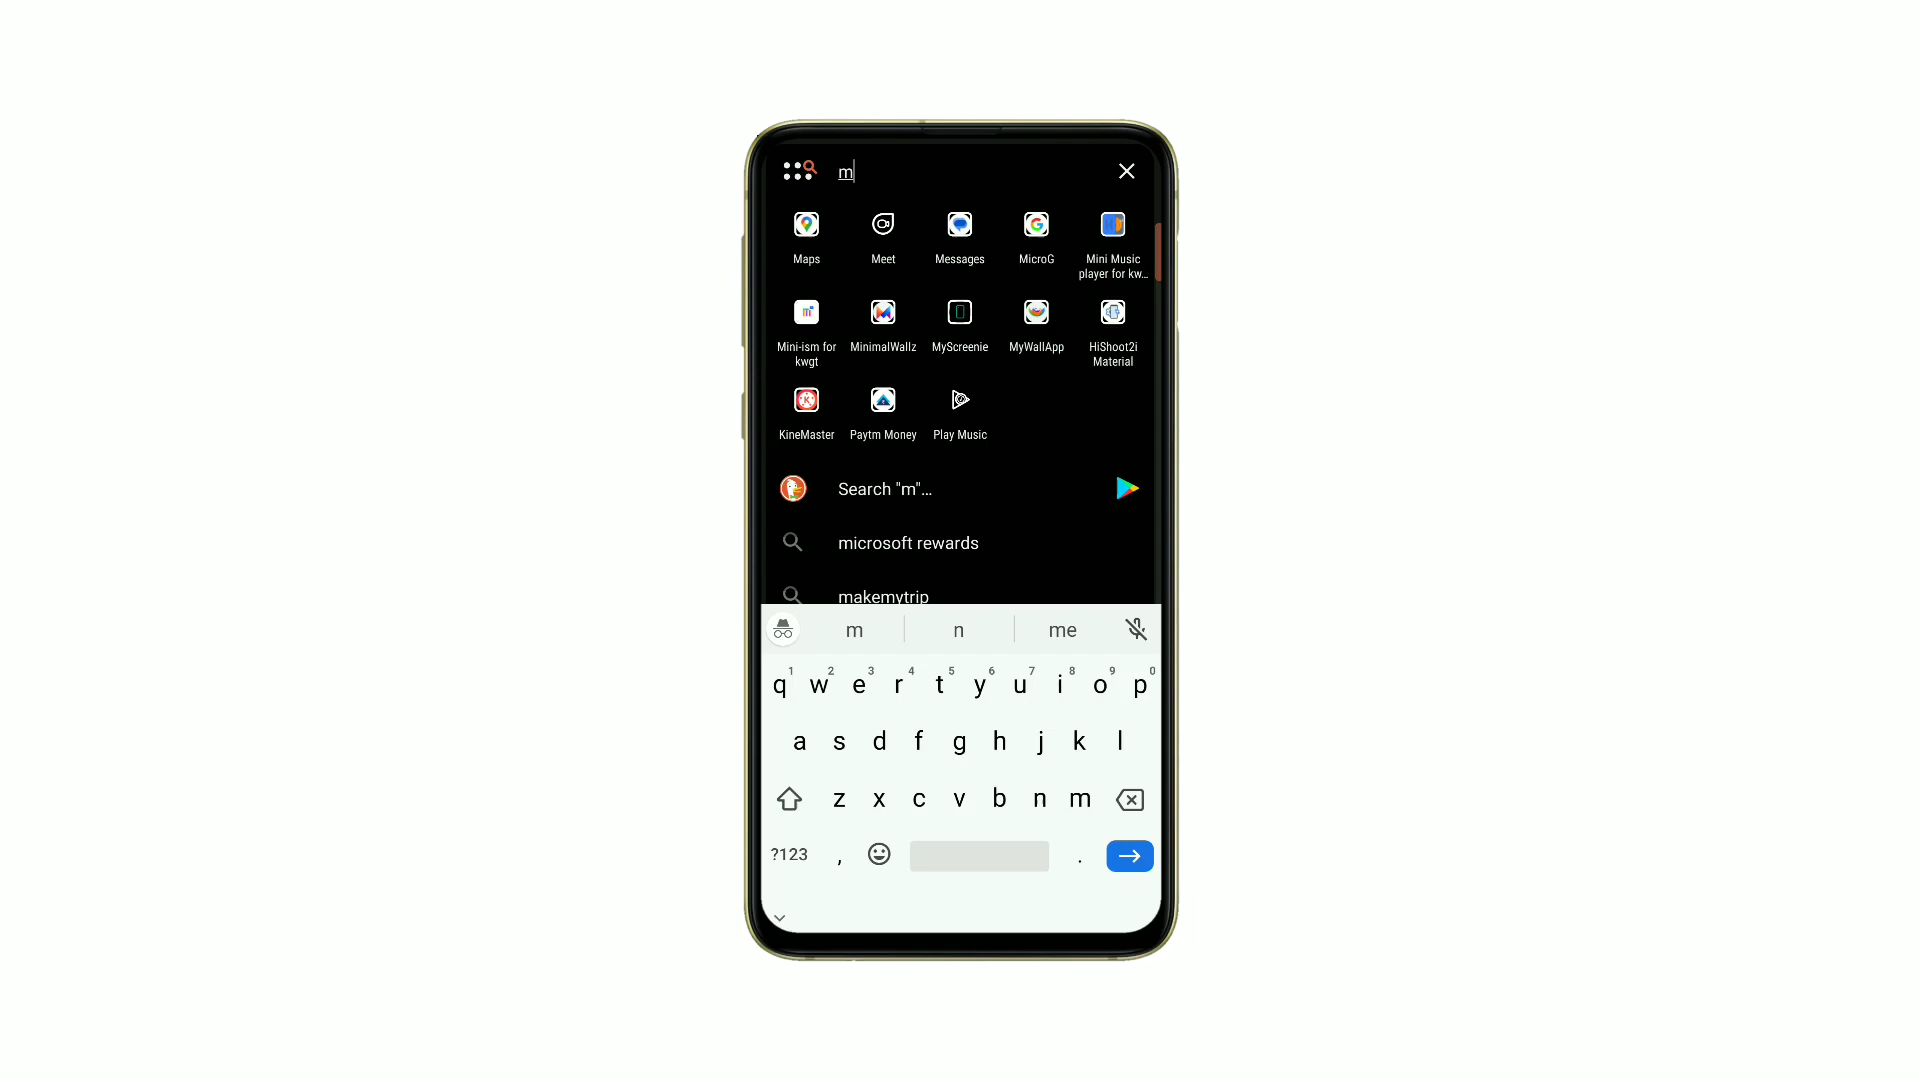 m
Maps Meet Messages MicroG Mini Music
player for kw...
Mini-ism for MinimalWallz MyScreenie MyWallApp HiShoot2i
kwgt Material
KineMaster Paytm Money Play Music
Search "m"...
microsoft rewards
makemytrip
m n me
1 2 3 4 5 6 7 8 9 0
q w e r t y u i o p
a s d f g h j k l
z x c v b n m
?123 , .